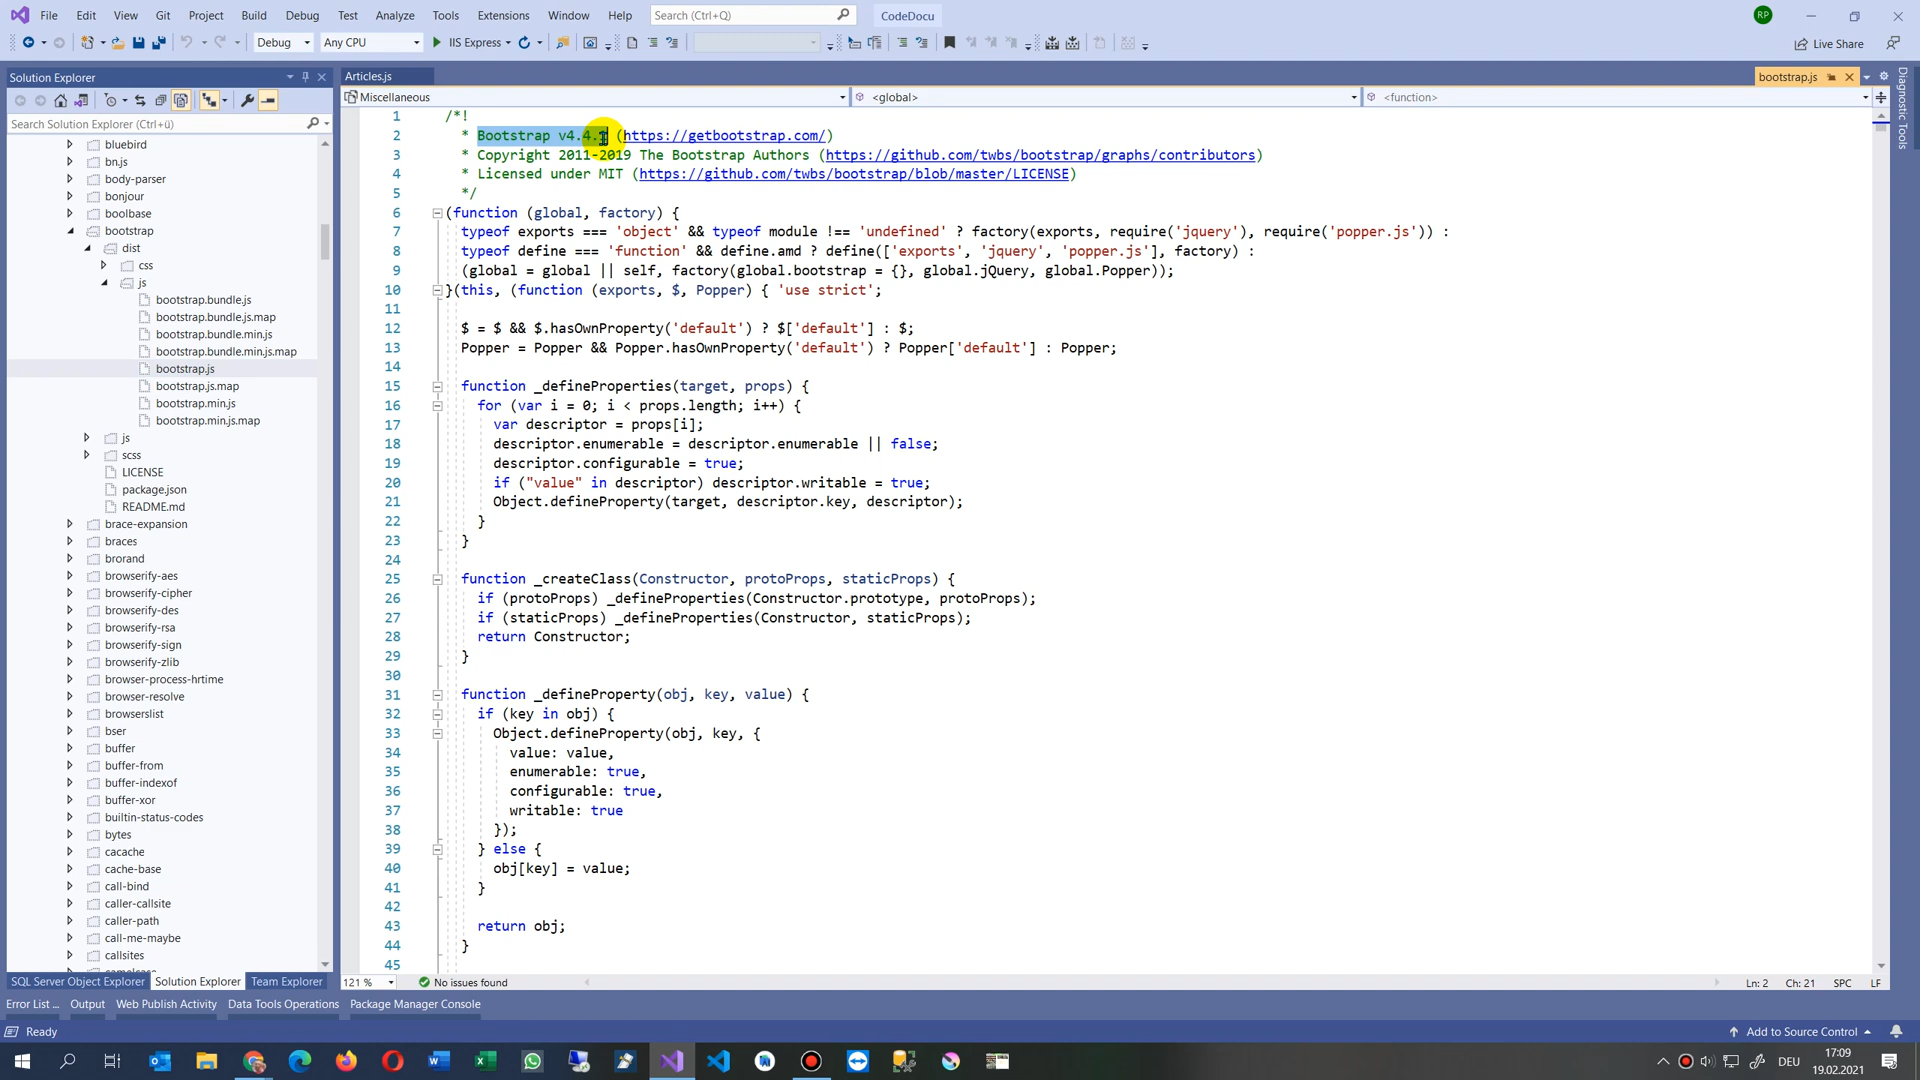 File Edit View Git Project Build Debug Test Analyze Tools Extensions Window Help Search (Ctrl+Q) CodeDocu RP
Debug Any CPU IIS Express Live Share
Solution Explorer
Search Solution Explorer (Ctrl+ü)
bluebird
bn.js
body-parser
bonjour
boolbase
bootstrap
dist
css
js
bootstrap.bundle.js
bootstrap.bundle.js.map
bootstrap.bundle.min.js
bootstrap.bundle.min.js.map
bootstrap.js
bootstrap.js.map
bootstrap.min.js
bootstrap.min.js.map
js
scss
LICENSE
package.json
README.md
brace-expansion
braces
brorand
browserify-aes
browserify-cipher
browserify-des
browserify-rsa
browserify-sign
browserify-zlib
browser-process-hrtime
browser-resolve
browserslist
bser
buffer
buffer-from
buffer-indexof
buffer-xor
builtin-status-codes
bytes
cacache
cache-base
call-bind
caller-callsite
caller-path
call-me-maybe
callsites
SQL Server Object Explorer Solution Explorer Team Explorer
Articles.js bootstrap.js
Miscellaneous <global> <function>
1 /*!
2 * Bootstrap v4.4.1 (https://getbootstrap.com/)
3 * Copyright 2011-2019 The Bootstrap Authors (https://github.com/twbs/bootstrap/graphs/contributors)
4 * Licensed under MIT (https://github.com/twbs/bootstrap/blob/master/LICENSE)
5 */
6 (function (global, factory) {
7 typeof exports === 'object' && typeof module !== 'undefined' ? factory(exports, require('jquery'), require('popper.js')) :
8 typeof define === 'function' && define.amd ? define(['exports', 'jquery', 'popper.js'], factory) :
9 (global = global || self, factory(global.bootstrap = {}, global.jQuery, global.Popper));
10 }(this, (function (exports, $, Popper) { 'use strict';
11
12 $ = $ && $.hasOwnProperty('default') ? $['default'] : $;
13 Popper = Popper && Popper.hasOwnProperty('default') ? Popper['default'] : Popper;
14
15 function _defineProperties(target, props) {
16 for (var i = 0; i < props.length; i++) {
17 var descriptor = props[i];
18 descriptor.enumerable = descriptor.enumerable || false;
19 descriptor.configurable = true;
20 if ("value" in descriptor) descriptor.writable = true;
21 Object.defineProperty(target, descriptor.key, descriptor);
22 }
23 }
24
25 function _createClass(Constructor, protoProps, staticProps) {
26 if (protoProps) _defineProperties(Constructor.prototype, protoProps);
27 if (staticProps) _defineProperties(Constructor, staticProps);
28 return Constructor;
29 }
30
31 function _defineProperty(obj, key, value) {
32 if (key in obj) {
33 Object.defineProperty(obj, key, {
34 value: value,
35 enumerable: true,
36 configurable: true,
37 writable: true
38 });
39 } else {
40 obj[key] = value;
41 }
42
43 return obj;
44 }
45
121 % No issues found Ln: 2 Ch: 21 SPC LF
Diagnostic Tools
Error List ... Output Web Publish Activity Data Tools Operations Package Manager Console
Ready Add to Source Control
DEU 17:09
19.02.2021